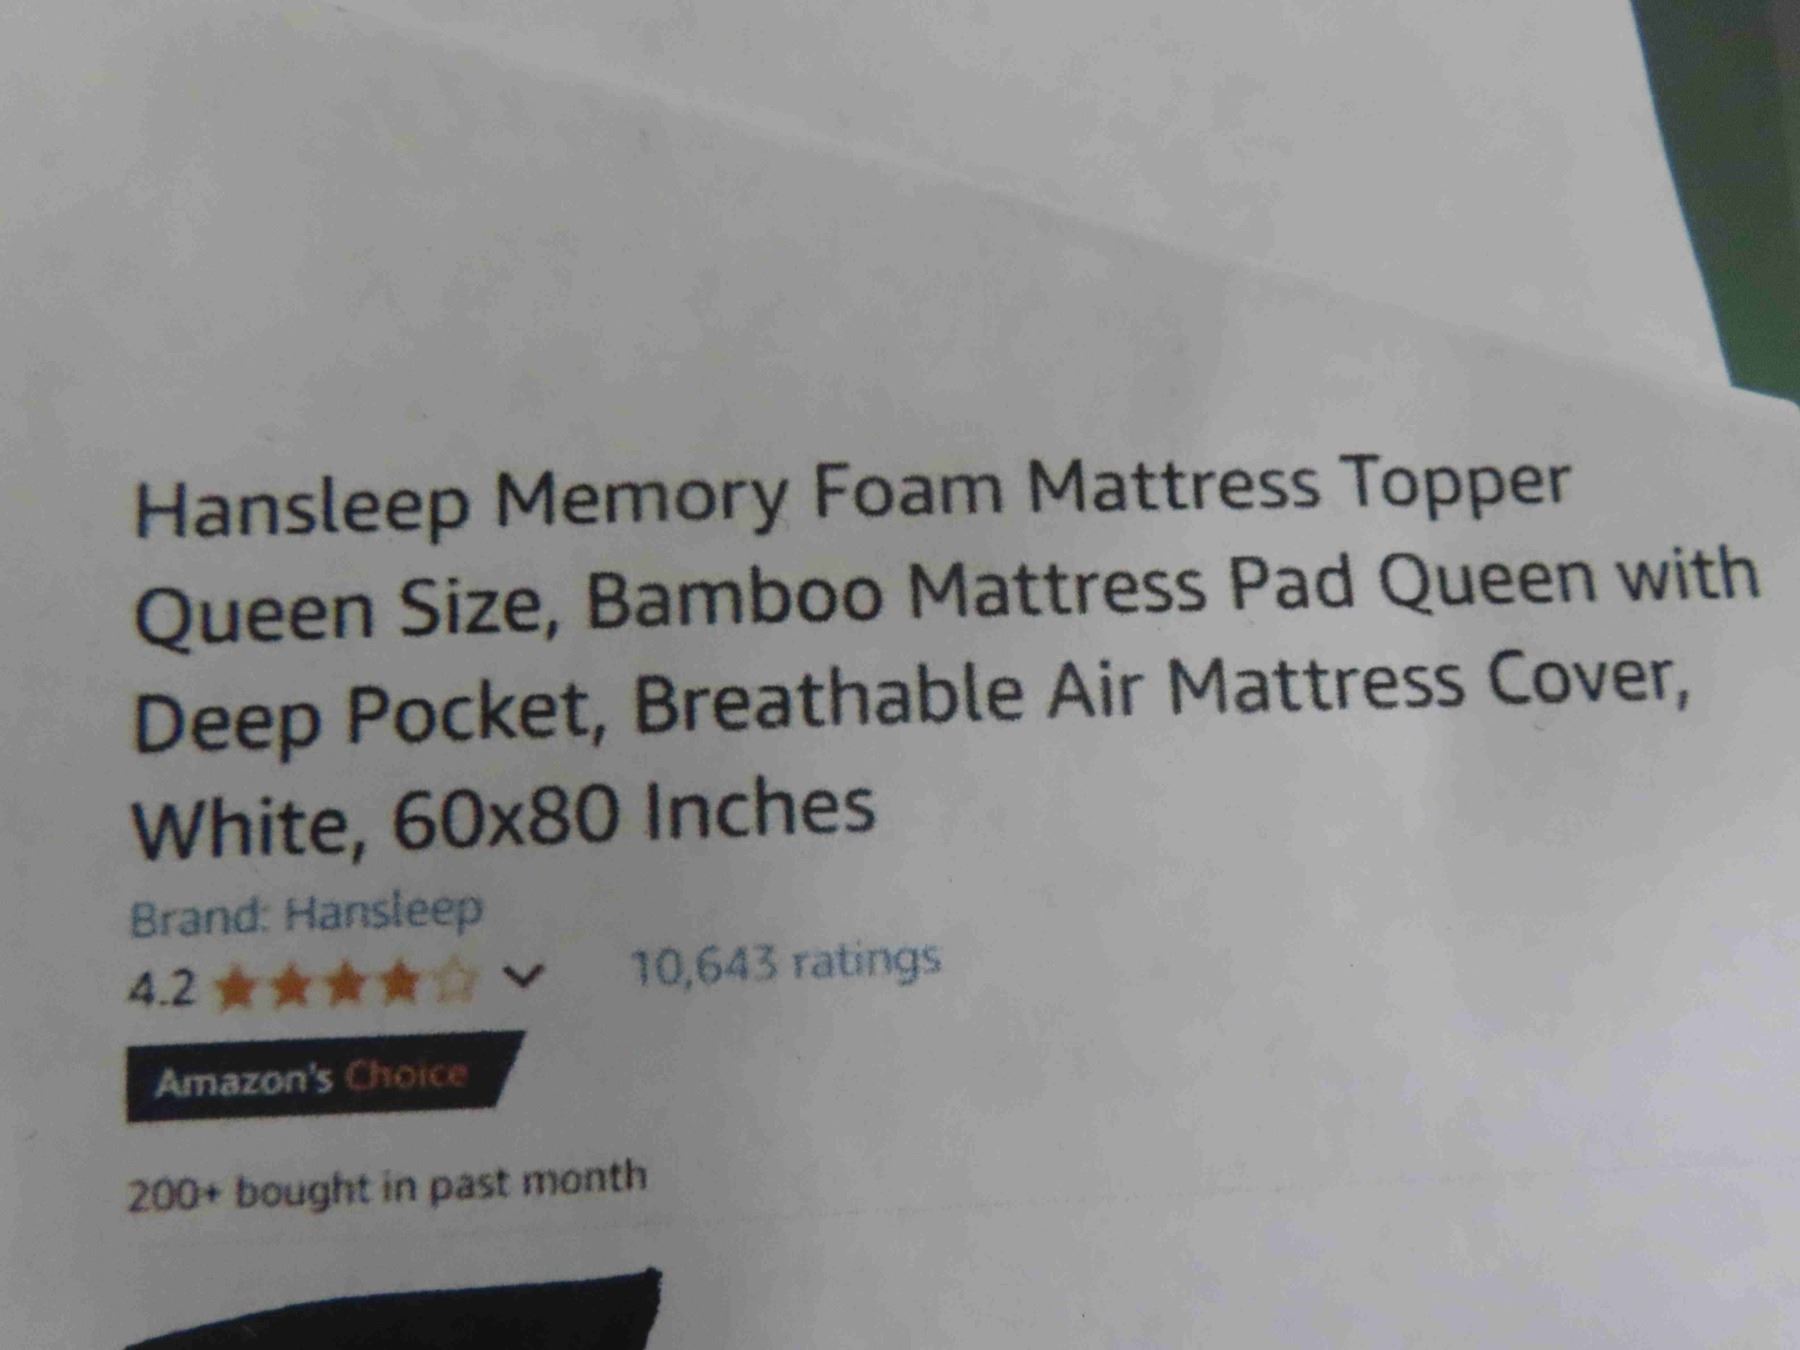 Hansleep Memory Foam Mattress Topper
Queen Size, Bamboo Mattress Pad Queen with
Deep Pocket, Breathable Air Mattress Cover,
White, 60x80 Inches
Brand: Hansleep
4.2 10,643 ratings
Amazon's Choice
200+ bought in past month